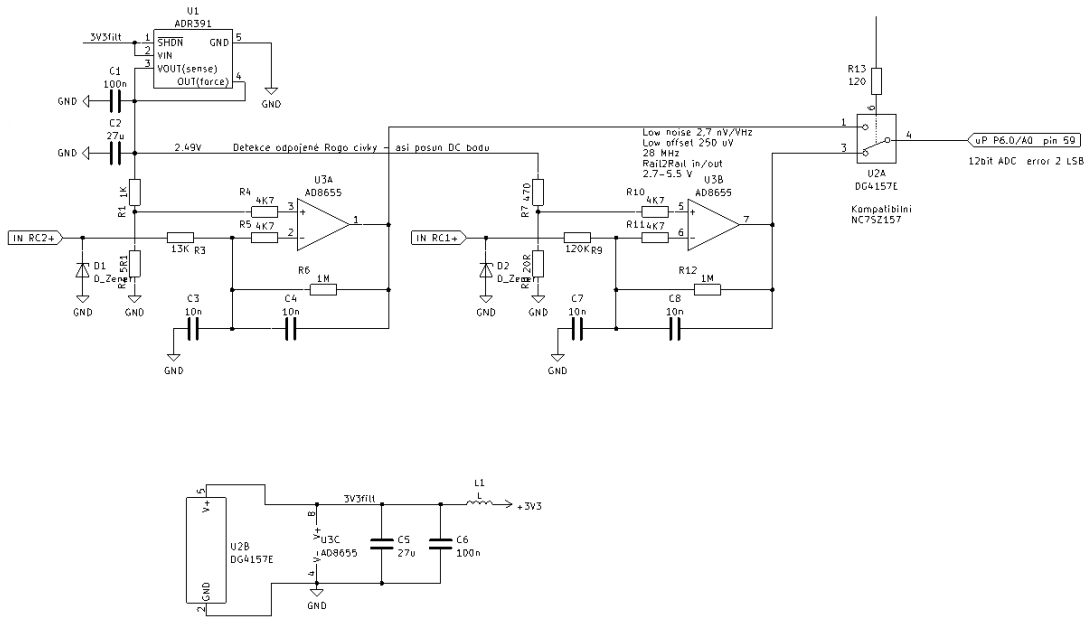 U1
ADR391
3V3filt
1 SHDN GND 5
2 VIN
3 VOUT(sense)
OUT(force) 4
C1
100n
GND
GND
C2
27u
GND
2.49V Detekce odpojené Rogo civky - asi posun DC bodu
Low noise 2,7 nV/VHz
Low offset 250 uV
28 MHz
Rail2Rail in/out
2.7-5.5 V
R13
120
6
1
3
4
uP P6.0/A0 pin 59
12bit ADC error 2 LSB
U2A
DG4157E
Kompatibilni
NC7SZ157
R1 1K
U3A
AD8655
R4
4K7
3 +
R5
4K7
2 -
1
IN RC2+
13K R3
D1
D_Zener
5R1
GND
GND
R6
1M
C3
10n
C4
10n
GND
R7 470
U3B
AD8655
R10
4K7
5 +
R11 4K7
6 -
7
IN RC1+
120K R9
D2
D_Zener
20R
GND
GND
R12
1M
C7
10n
C8
10n
GND
5
V+
U2B
DG4157E
GND
2
3V3filt
8
V+
U3C
AD8655
V-
4
GND
C5
27u
C6
100n
L1
L
+3V3